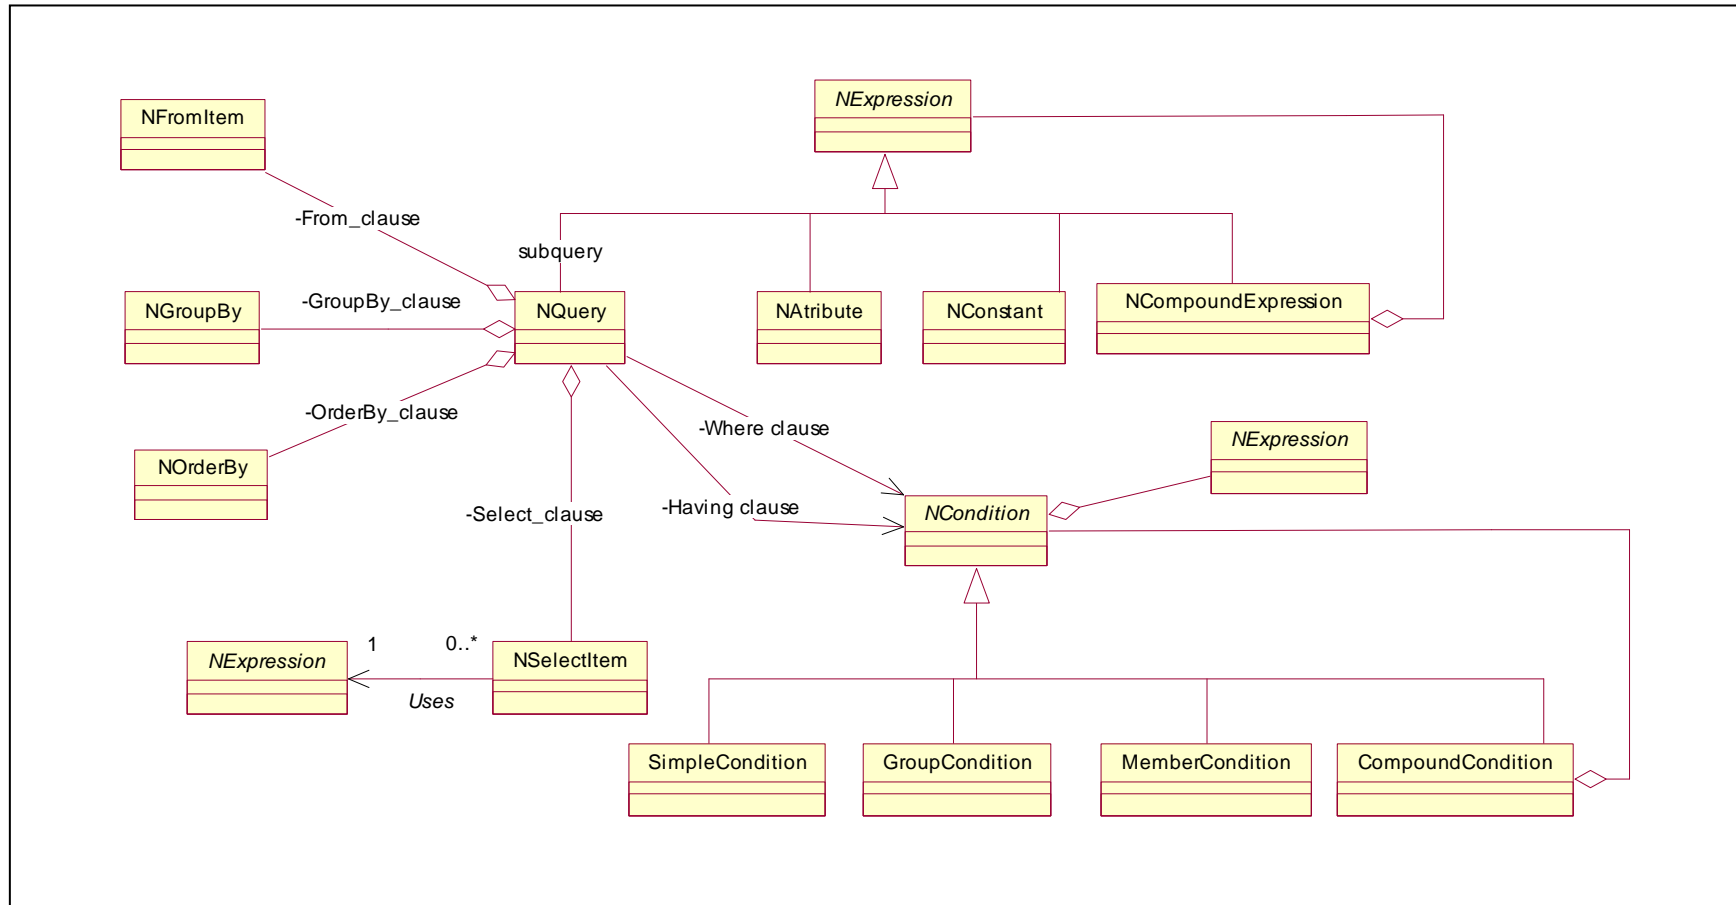 NExpression
NFromItem
-From_clause
subquery
-GroupBy_clause
NGroupBy
NQuery
NAtribute
NConstant
NCompoundExpression
-OrderBy_clause
-Where clause
NExpression
NOrderBy
-Select_clause
-Having clause
NCondition
1
0..*
NExpression
NSelectItem
Uses
SimpleCondition
GroupCondition
MemberCondition
CompoundCondition